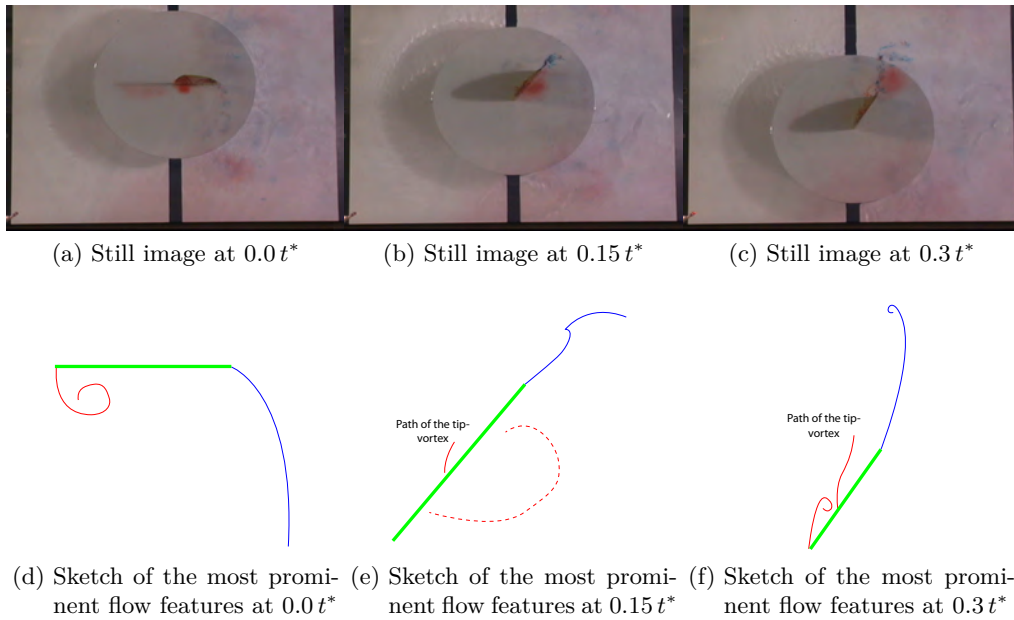 (a) Still image at 0.0 t*
(b) Still image at 0.15 t*
(c) Still image at 0.3 t*
Path of the tip-
vortex
Path of the tip-
vortex
(d) Sketch of the most promi-
nent flow features at 0.0 t*
(e) Sketch of the most promi-
nent flow features at 0.15 t*
(f) Sketch of the most promi-
nent flow features at 0.3 t*